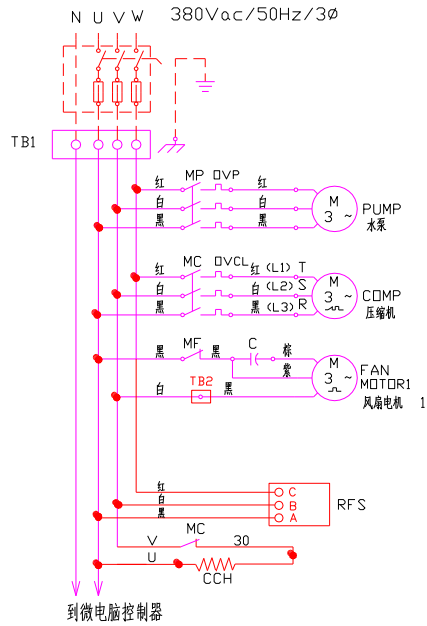 N U V W 380Vac/50Hz/3Ø
TB1
红 MP OVP 红
白 白 M 3 ~ PUMP
黑 黑 水泵
红 MC OVCL 红 (L1) T
白 白 (L2) S M 3 ~ COMP
黑 黑 (L3) R 压缩机
黑 MF 黑 C 棕
紫 M 3 ~ FAN
MOTOR1
白 TB2 黑 风扇电机 1
红 C
白 B RFS
黑 A
V MC 30
U
CCH
到微电脑控制器